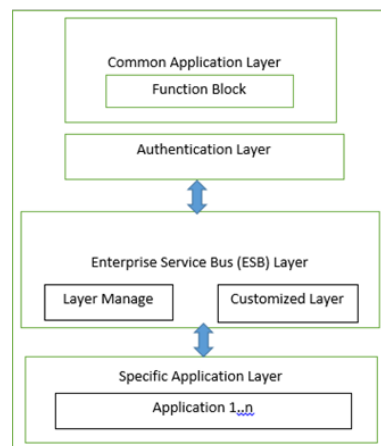 Common Application Layer
Function Block
Authentication Layer
Enterprise Service Bus (ESB) Layer
Layer Manage
Customized Layer
Specific Application Layer
Application 1..n